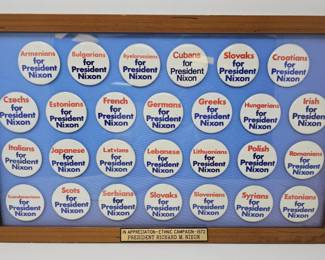 Armenians for President Nixon
Bulgarians for President Nixon
Byelorussians for President Nixon
Cubans for President Nixon
Slovaks for President Nixon
Croatians for President Nixon
Czechs for President Nixon
Estonians for President Nixon
French for President Nixon
Germans for President Nixon
Greeks for President Nixon
Hungarians for President Nixon
Irish for President Nixon
Italians for President Nixon
Japanese for President Nixon
Latvians for President Nixon
Lebanese for President Nixon
Lithuanians for President Nixon
Polish for President Nixon
Romanians for President Nixon
Scandinavians for President Nixon
Scots for President Nixon
Serbians for President Nixon
Slovaks for President Nixon
Slovenians for President Nixon
Syrians for President Nixon
Ukrainians for President Nixon
IN APPRECIATION-ETHNIC CAMPAIGN-1972
PRESIDENT RICHARD M. NIXON